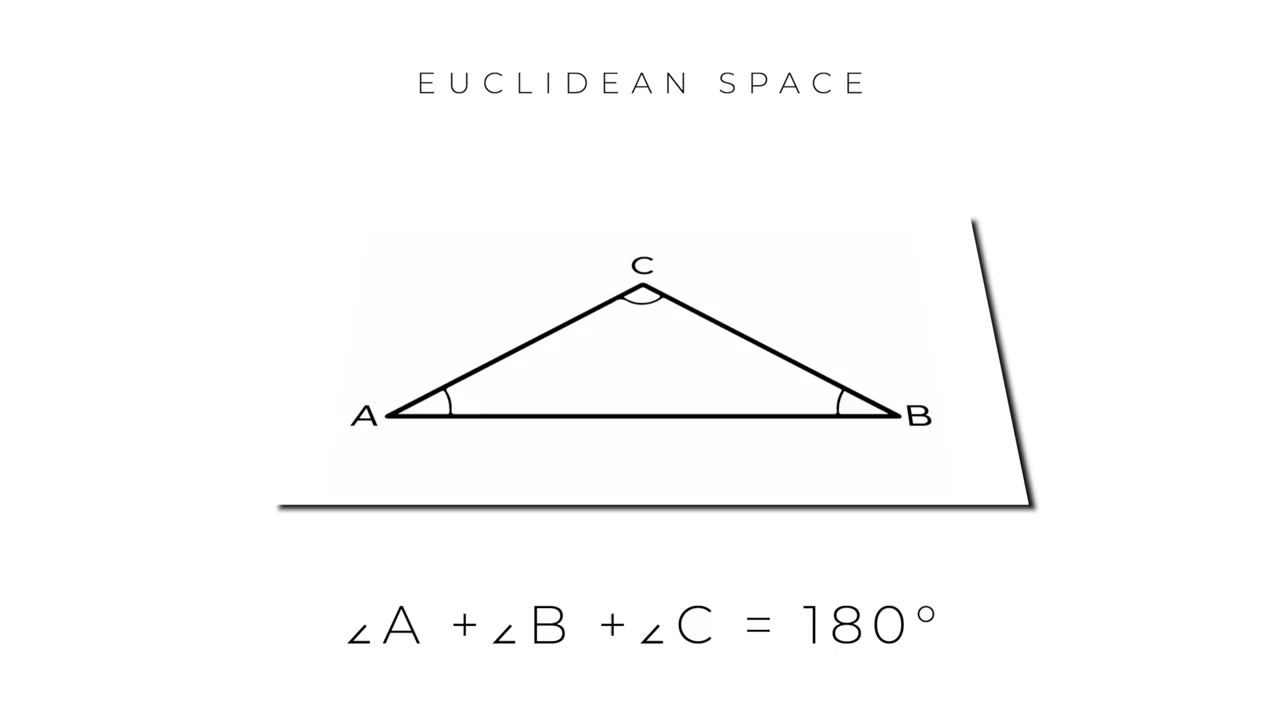 EUCLIDEAN SPACE
C
A
B
∠A + ∠B + ∠C = 180°